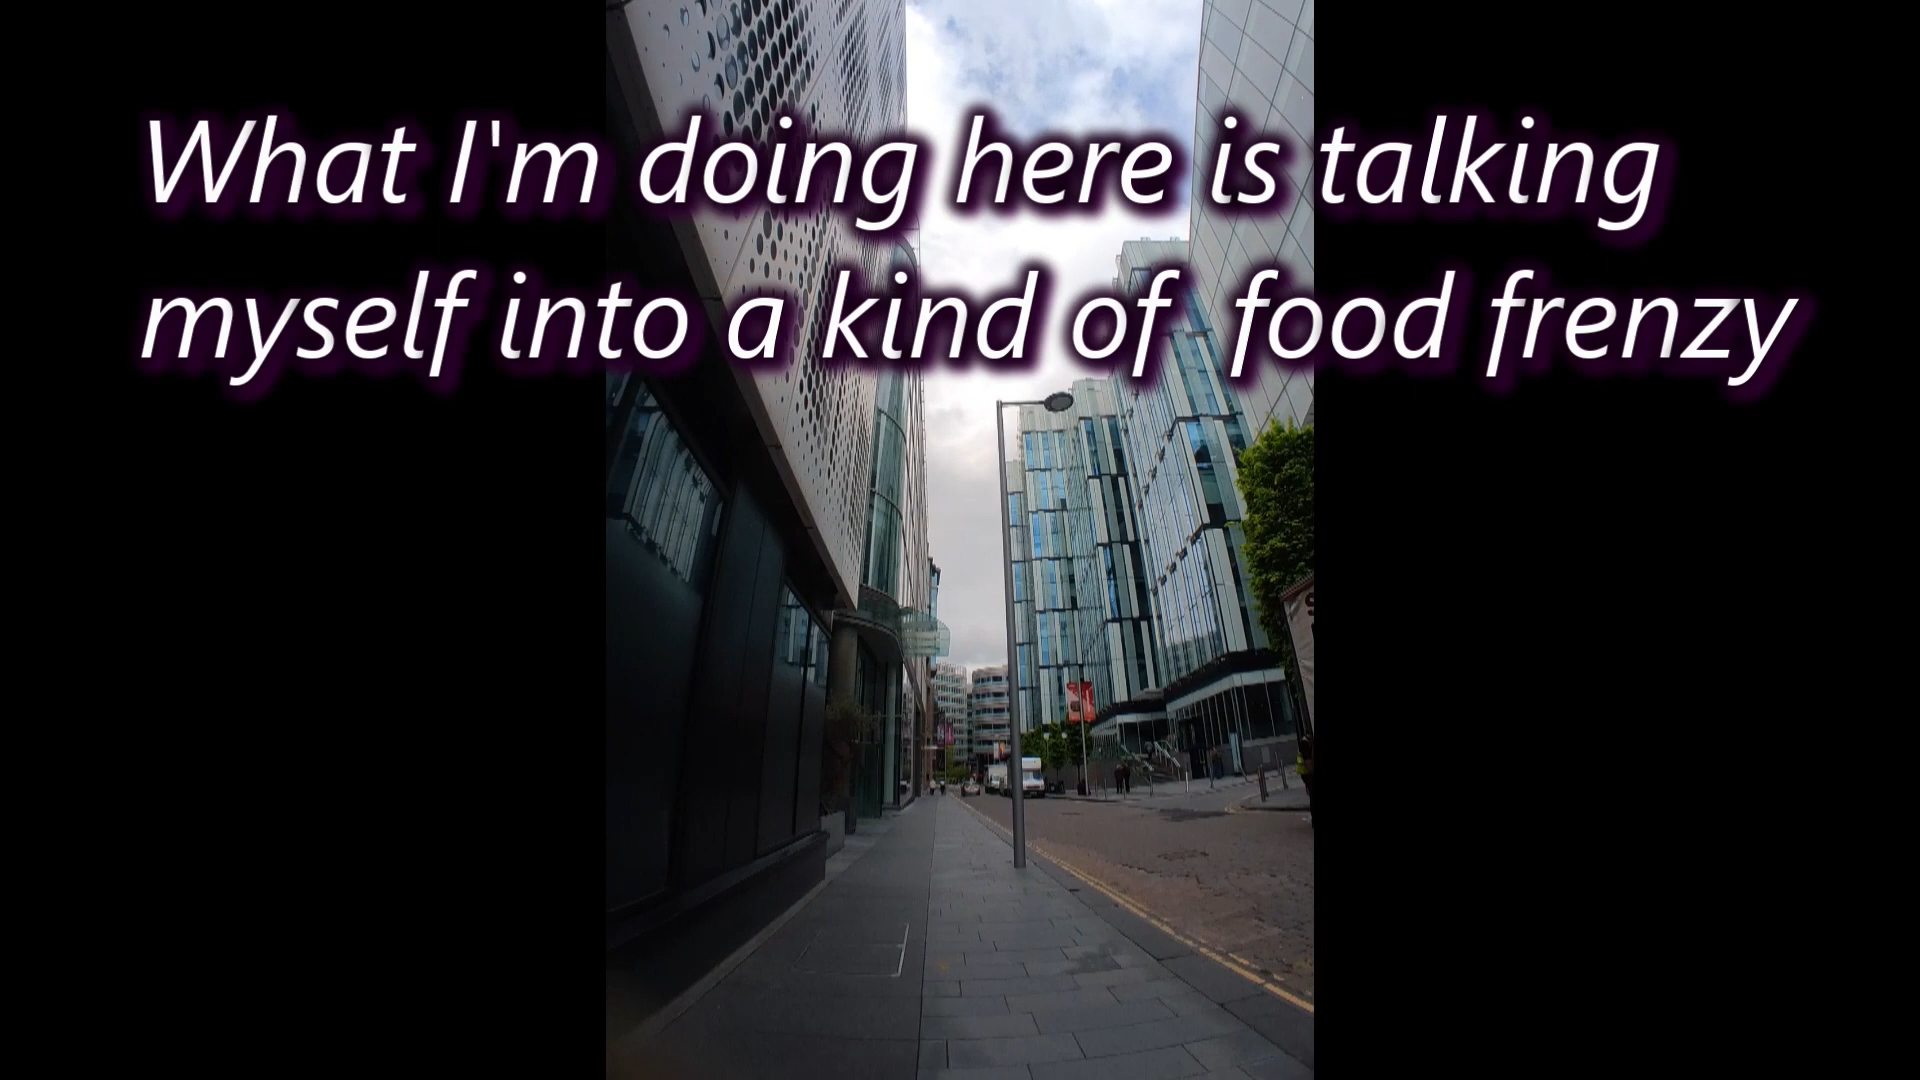 What I'm doing here is talking
myself into a kind of  food frenzy